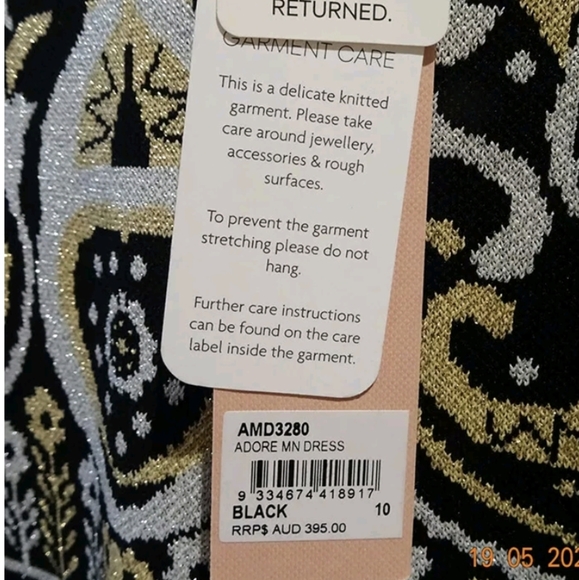 RETURNED.
GARMENT CARE
This is a delicate knitted
garment. Please take
care around jewellery,
accessories & rough
surfaces.
To prevent the garment
stretching please do not
hang.
Further care instructions
can be found on the care
label inside the garment.
AMD3280
ADORE MN DRESS
9 334674 418917
BLACK 10
RRP$ AUD 395.00
19 05 202